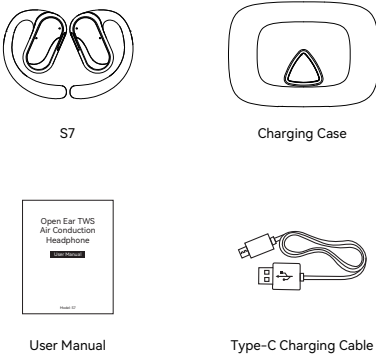 S7
Charging Case
Open Ear TWS
Air Conduction
Headphone
User Manual
Model: S7
User Manual
Type-C Charging Cable